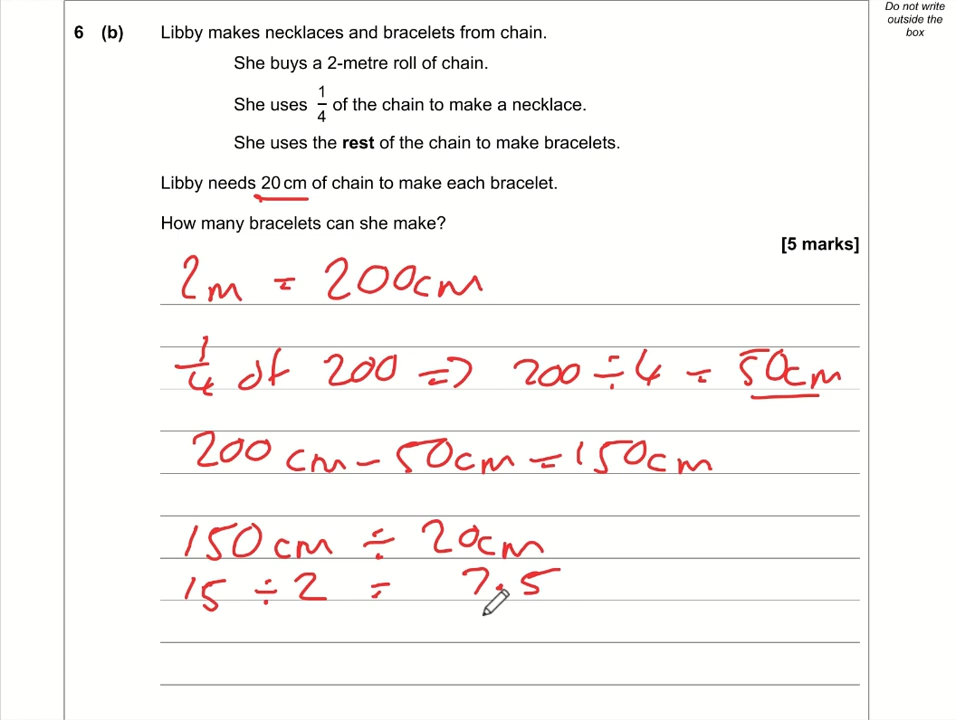 Do not write
outside the
box
6 (b) Libby makes necklaces and bracelets from chain.
She buys a 2-metre roll of chain.
She uses 1/4 of the chain to make a necklace.
She uses the rest of the chain to make bracelets.
Libby needs 20 cm of chain to make each bracelet.
How many bracelets can she make?
[5 marks]
2m = 200cm
1/4 of 200 => 200 ÷ 4 = 50cm
200 cm - 50cm = 150cm
150 cm ÷ 20cm
15 ÷ 2 = 7.5